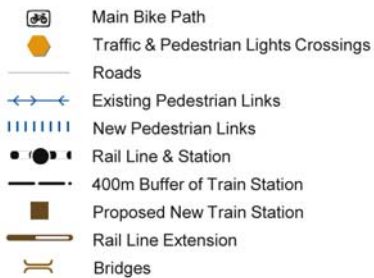 Main Bike Path
Traffic & Pedestrian Lights Crossings
Roads
Existing Pedestrian Links
New Pedestrian Links
Rail Line & Station
400m Buffer of Train Station
Proposed New Train Station
Rail Line Extension
Bridges